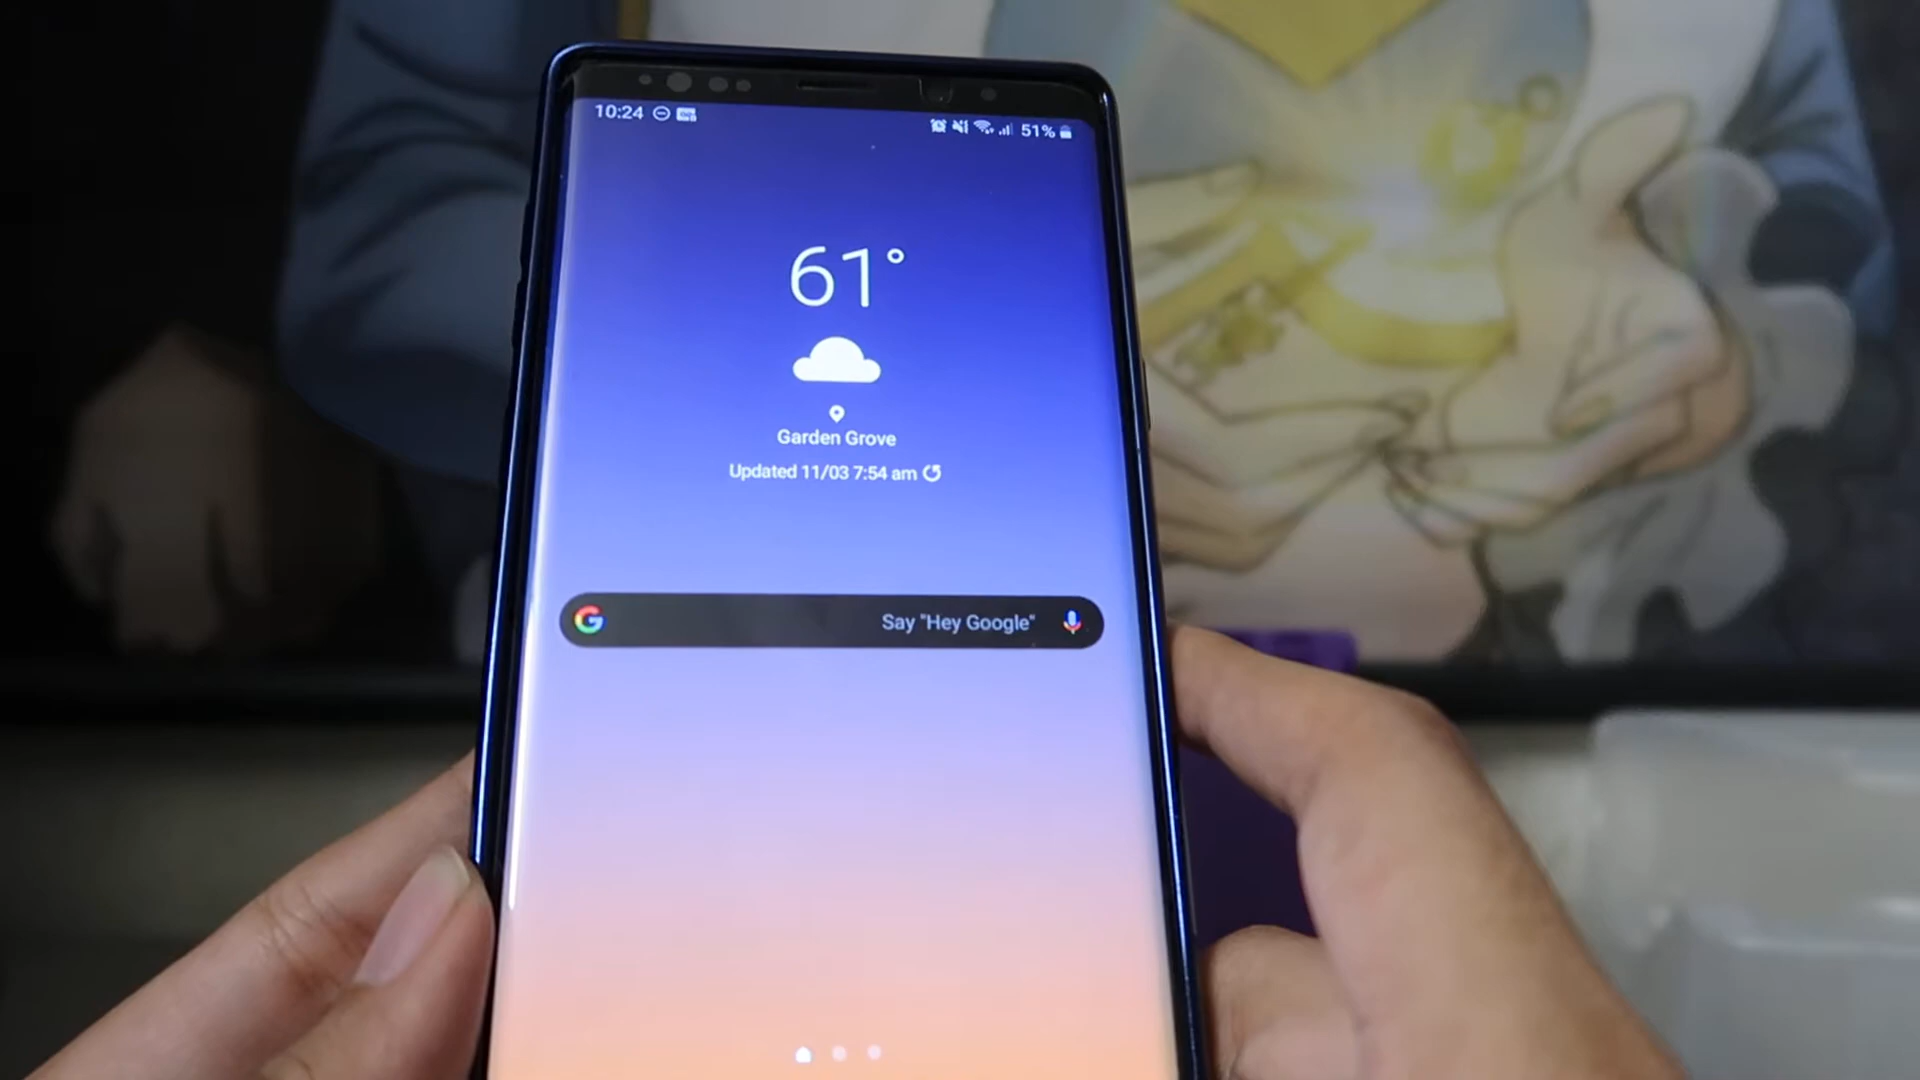 10:24
51%
61°
Garden Grove
Updated 11/03 7:54 am
Say "Hey Google"